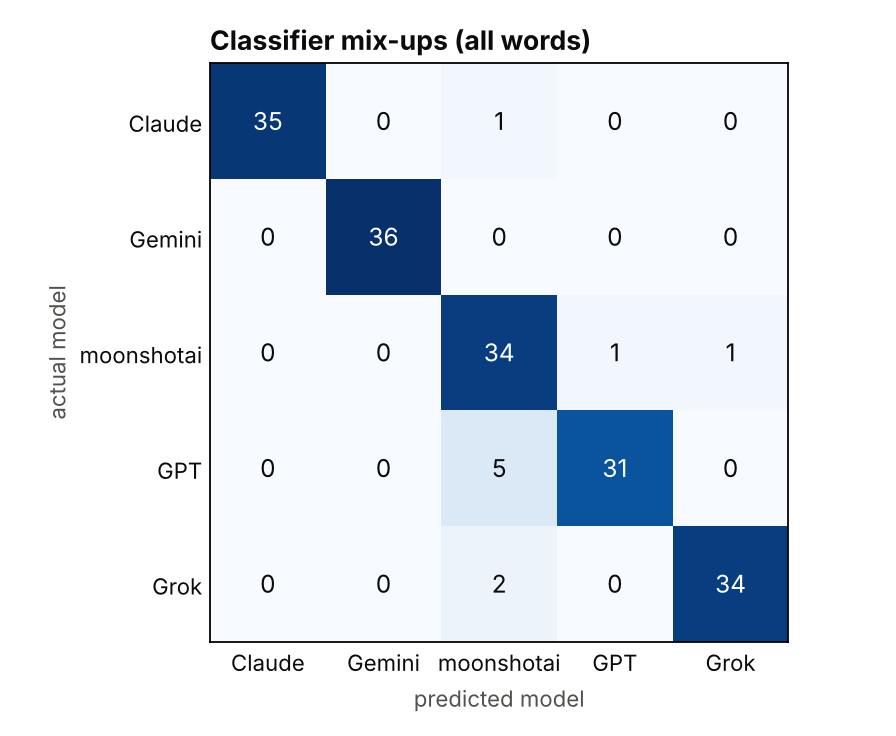 Classifier mix-ups (all words)
Claude 35 0 1 0 0
Gemini 0 36 0 0 0
moonshotai 0 0 34 1 1
GPT 0 0 5 31 0
Grok 0 0 2 0 34
Claude Gemini moonshotai GPT Grok
predicted model
actual model